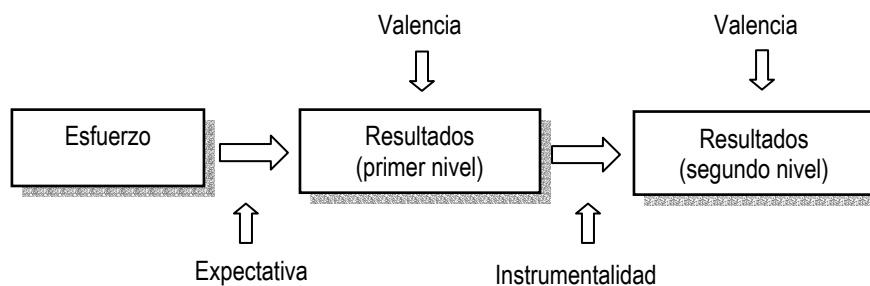 Valencia
Valencia
Esfuerzo
Resultados
(primer nivel)
Resultados
(segundo nivel)
Expectativa
Instrumentalidad